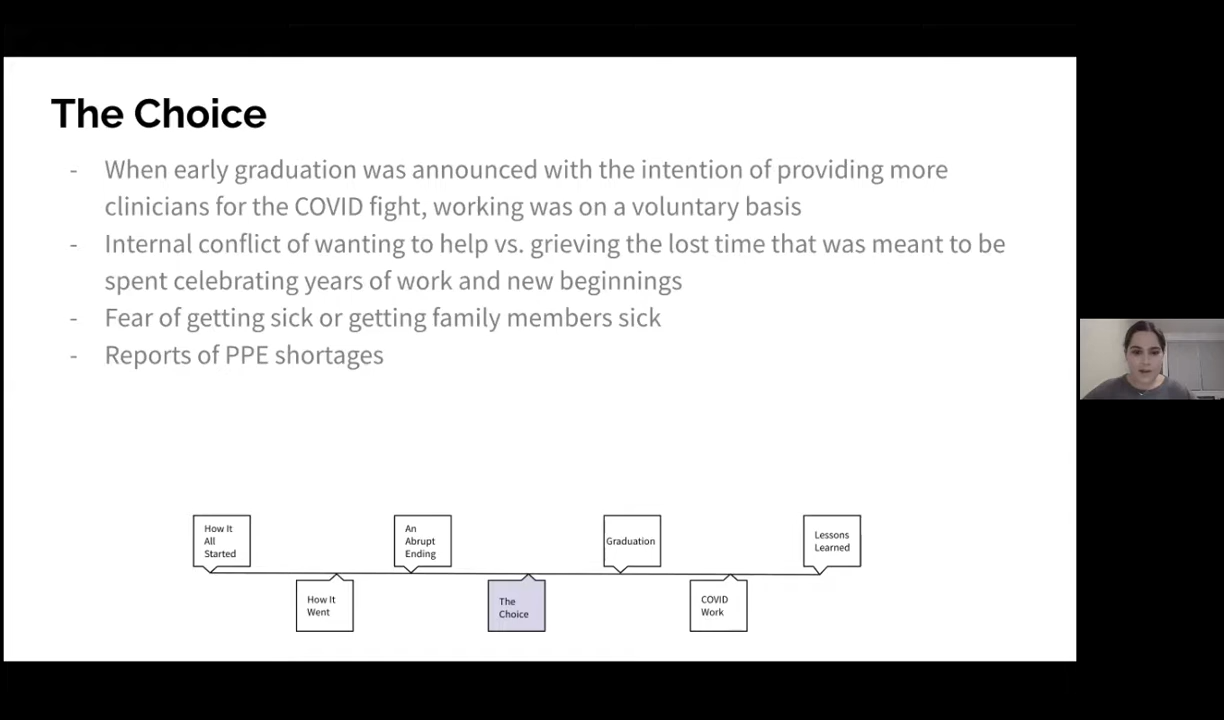 The Choice
- When early graduation was announced with the intention of providing more
clinicians for the COVID fight, working was on a voluntary basis
- Internal conflict of wanting to help vs. grieving the lost time that was meant to be
spent celebrating years of work and new beginnings
- Fear of getting sick or getting family members sick
- Reports of PPE shortages
How It
All
Started
An
Abrupt
Ending
Graduation
Lessons
Learned
How It
Went
The
Choice
COVID
Work